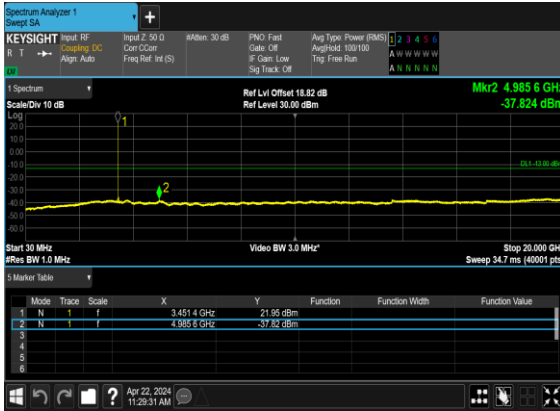 Spectrum Analyzer 1
Swept SA
KEYSIGHT
R T
Input: RF
Coupling: DC
Align: Auto
Input Z: 50 Ω
Corr CCorr
Freq Ref: Int (S)
#Atten: 30 dB
PNO: Fast
Gate: Off
IF Gain: Low
Sig Track: Off
Avg Type: Power (RMS)
Avg|Hold: 100/100
Trig: Free Run
1 2 3 4 5 6
A W W W W W
A N N N N N
1 Spectrum
Scale/Div 10 dB
Ref Lvl Offset 18.82 dB
Ref Level 30.00 dBm
Mkr2 4.985 6 GHz
-37.824 dBm
Log
20.0
10.0
0.00
-10.0
-20.0
-30.0
-40.0
-50.0
-60.0
1
2
DL1 -13.00 dBm
Start 30 MHz
#Res BW 1.0 MHz
Video BW 3.0 MHz*
Stop 20.000 GHz
Sweep 34.7 ms (40001 pts)
5 Marker Table
Mode Trace Scale X Y Function Function Width Function Value
1 N 1 f 3.451 4 GHz 21.95 dBm
2 N 1 f 4.985 6 GHz -37.82 dBm
3
4
5
6
Apr 22, 2024
11:29:31 AM